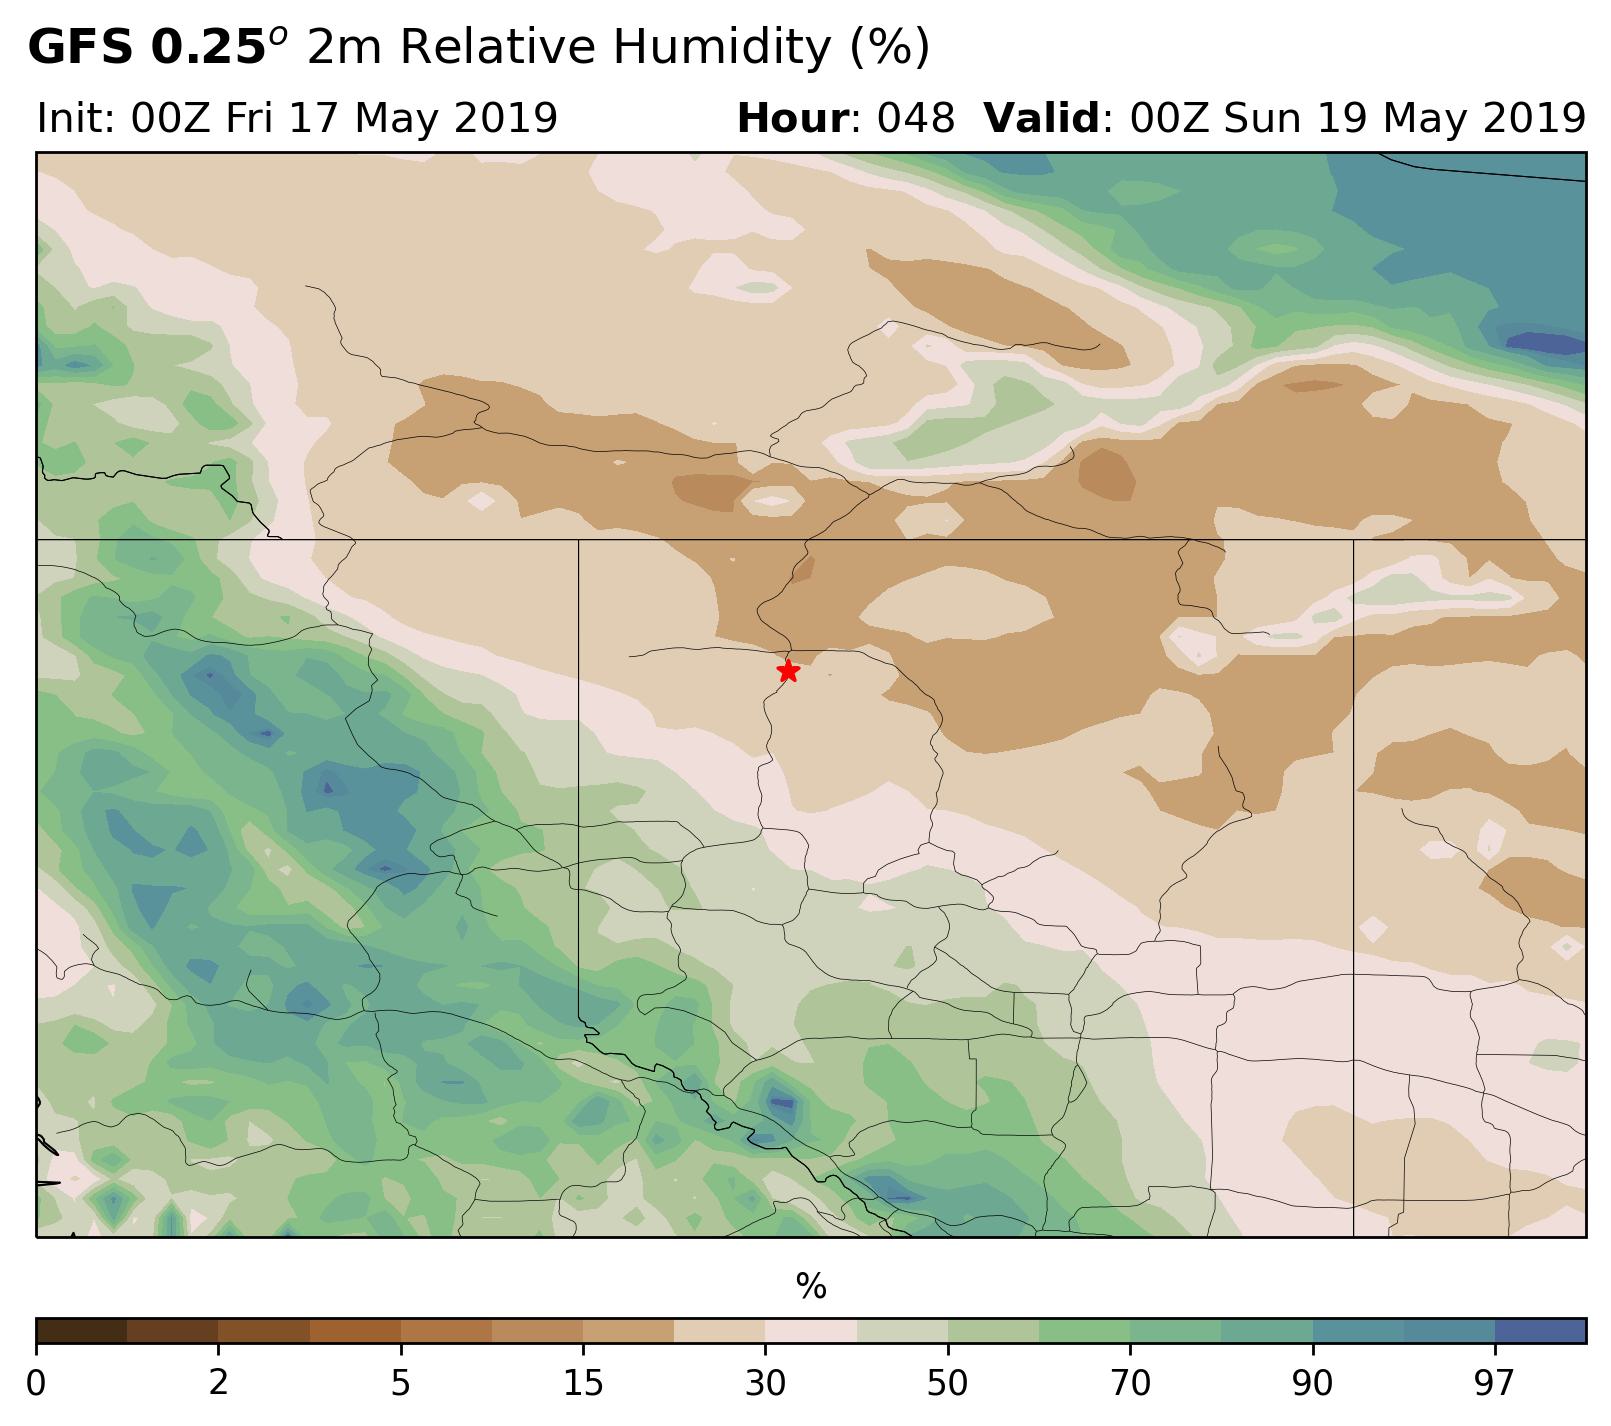 GFS 0.25° 2m Relative Humidity (%)
Init: 00Z Fri 17 May 2019 Hour: 048 Valid: 00Z Sun 19 May 2019
%
0 2 5 15 30 50 70 90 97